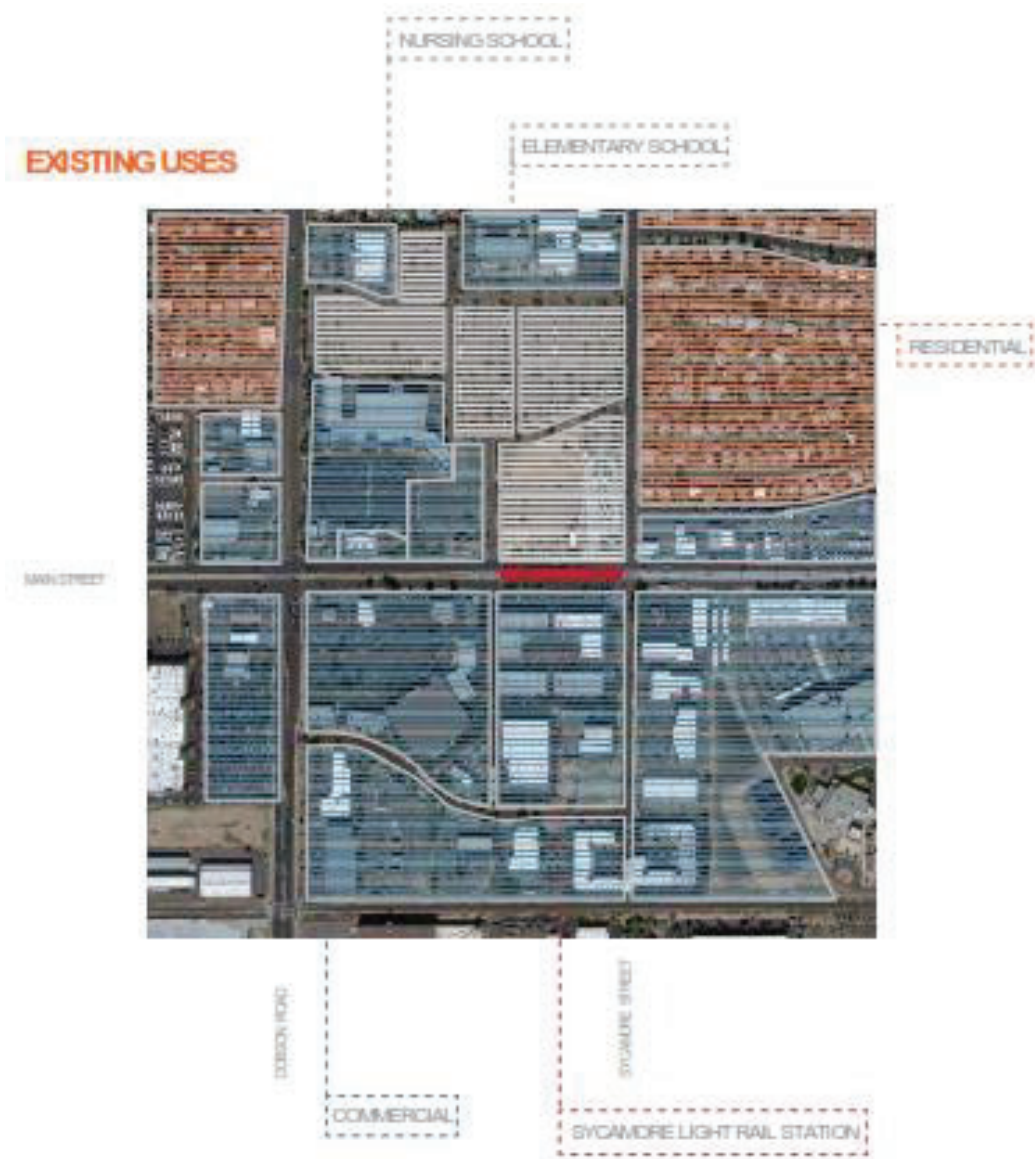 NURSING SCHOOL
ELEMENTARY SCHOOL
EXISTING USES
RESIDENTIAL
MAIN STREET
DOBSON ROAD
SYCAMORE STREET
COMMERCIAL
SYCAMORE LIGHT RAIL STATION